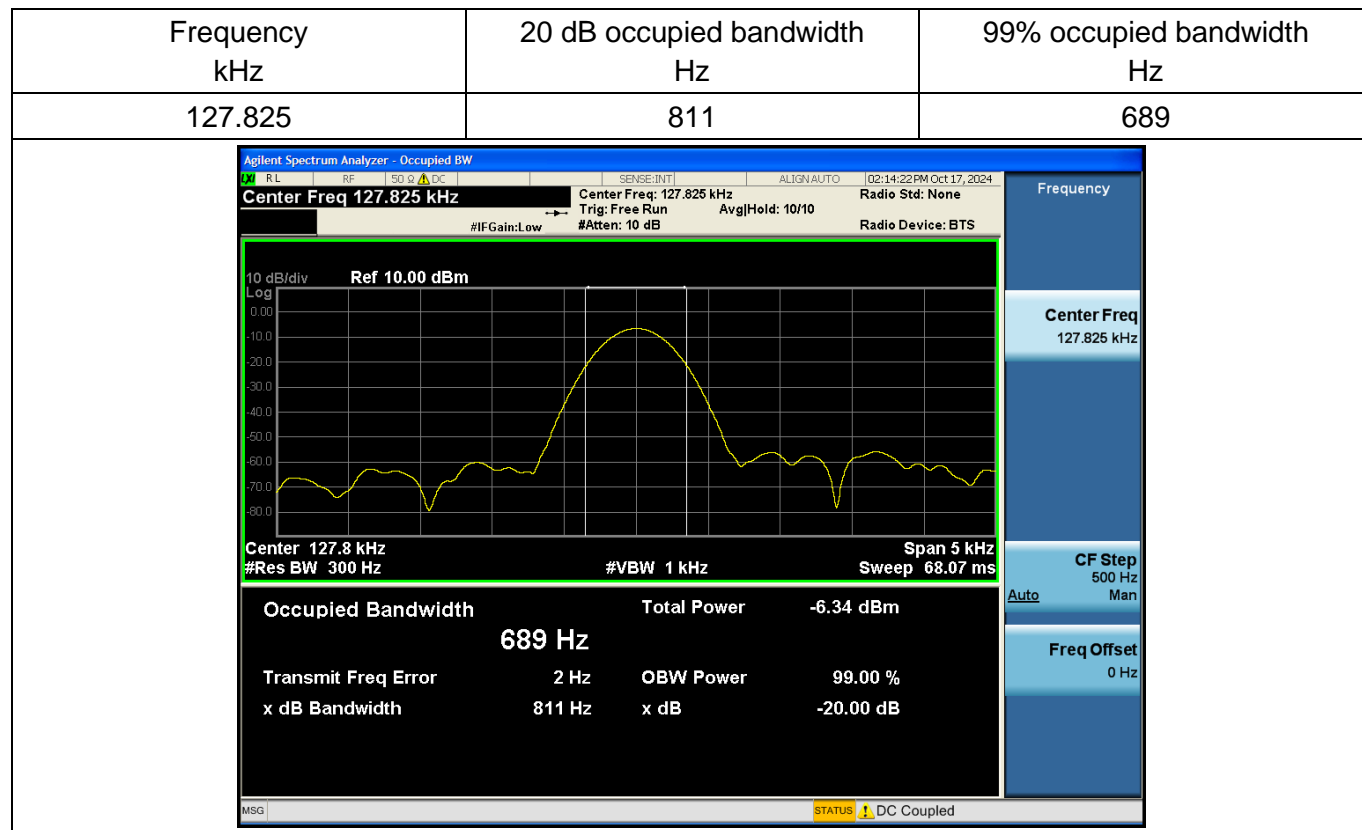 Frequency
kHz
20 dB occupied bandwidth
Hz
99% occupied bandwidth
Hz
127.825
811
689
Agilent Spectrum Analyzer - Occupied BW
LXI RL RF 50 Ω DC SENSE:INT ALIGN AUTO 02:14:22 PM Oct 17, 2024
Center Freq 127.825 kHz
Center Freq: 127.825 kHz
Radio Std: None
Trig: Free Run Avg|Hold: 10/10
#IFGain:Low
#Atten: 10 dB
Radio Device: BTS
Frequency
10 dB/div Ref 10.00 dBm
Log
0.00
-10.0
-20.0
-30.0
-40.0
-50.0
-60.0
-70.0
-80.0
Center 127.8 kHz Span 5 kHz
#Res BW 300 Hz #VBW 1 kHz Sweep 68.07 ms
Occupied Bandwidth Total Power -6.34 dBm
689 Hz
Transmit Freq Error 2 Hz OBW Power 99.00 %
x dB Bandwidth 811 Hz x dB -20.00 dB
Center Freq
127.825 kHz
CF Step
500 Hz
Auto Man
Freq Offset
0 Hz
MSG STATUS DC Coupled